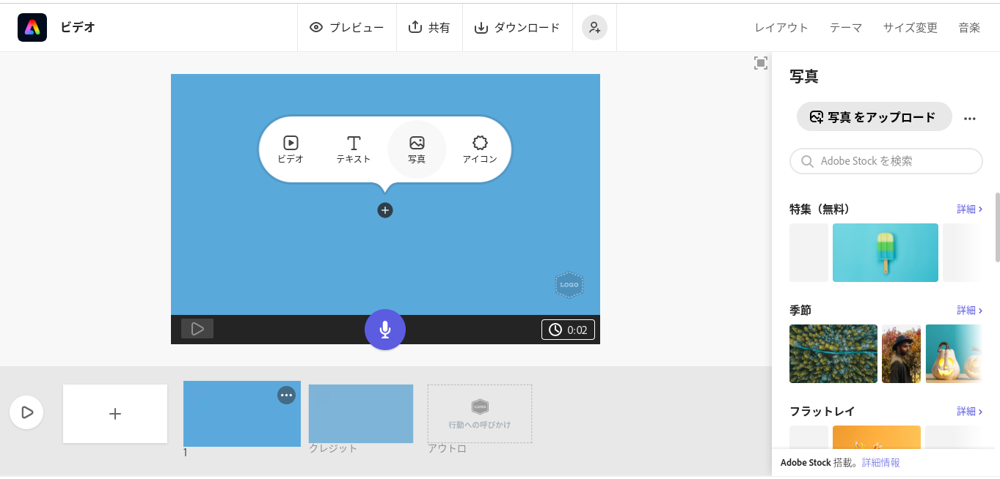 ビデオ
プレビュー
共有
ダウンロード
レイアウト
テーマ
サイズ変更
音楽
写真
写真 をアップロード
Adobe Stock を検索
ビデオ
テキスト
写真
アイコン
特集（無料）
詳細
LOGO
季節
詳細
0:02
フラットレイ
詳細
LOGO
行動への呼びかけ
1
クレジット
アウトロ
Adobe Stock 搭載。詳細情報